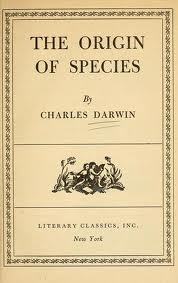 THE ORIGIN
OF SPECIES
By
CHARLES DARWIN
LITERARY CLASSICS, INC.
New York